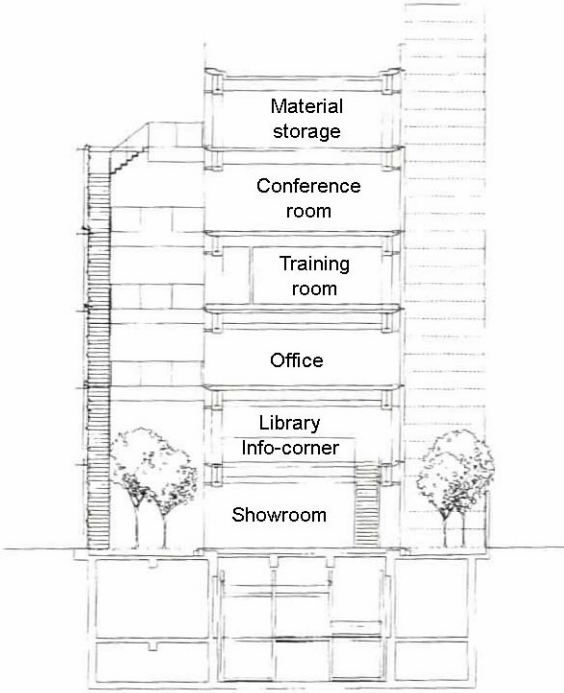 Material
storage
Conference
room
Training
room
Office
Library
Info-corner
Showroom